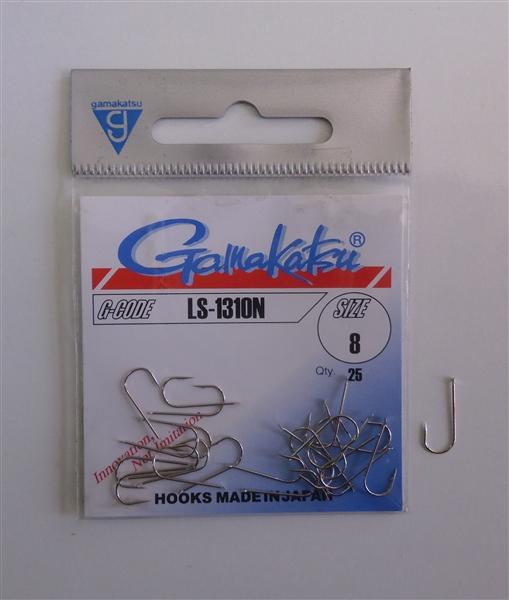 gamakatsu
g
Gamakatsu®
G-CODE LS-1310N SIZE
8
Qty. 25
Innovation,
Not Imitation
HOOKS MADE IN JAPAN